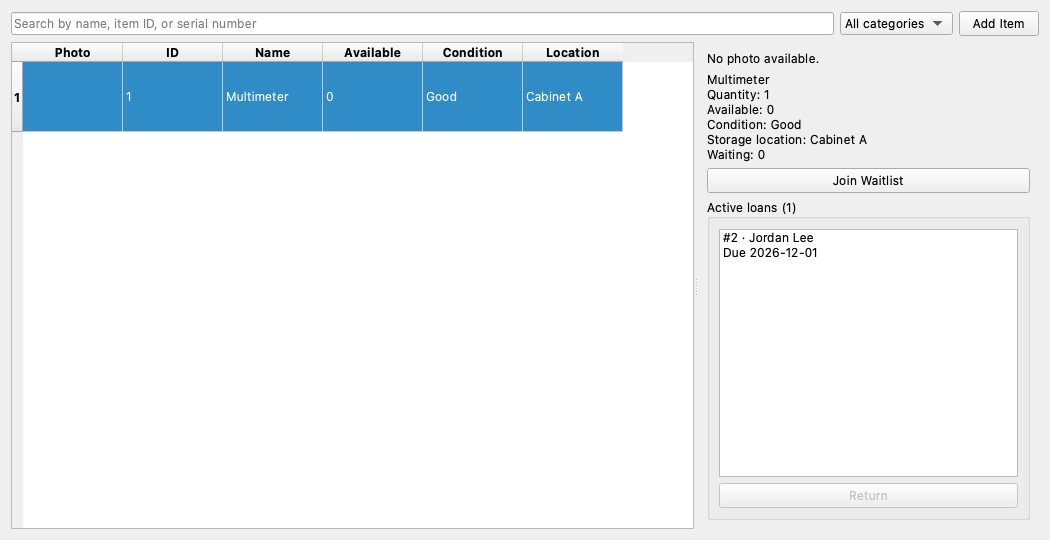 Search by name, item ID, or serial number
All categories
Add Item
Photo ID Name Available Condition Location
1 1 Multimeter 0 Good Cabinet A
No photo available.
Multimeter
Quantity: 1
Available: 0
Condition: Good
Storage location: Cabinet A
Waiting: 0
Join Waitlist
Active loans (1)
#2 · Jordan Lee
Due 2026-12-01
Return